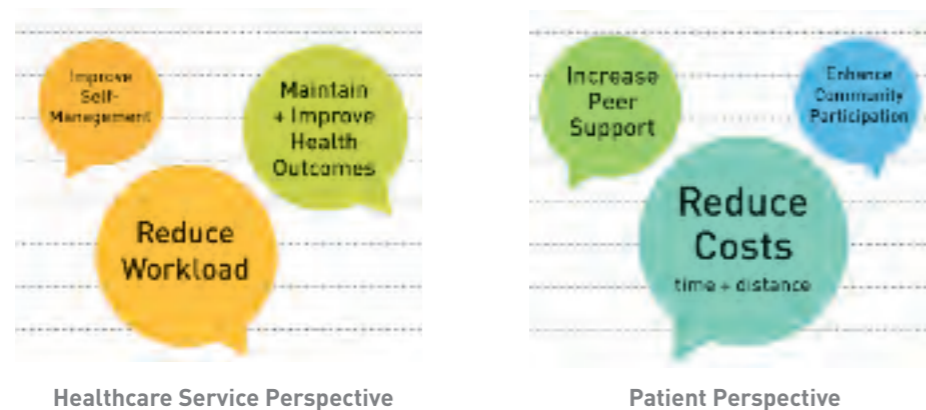 Improve
Self-
Management
Maintain
+ Improve
Health
Outcomes
Reduce
Workload
Healthcare Service Perspective
Increase
Peer
Support
Enhance
Community
Participation
Reduce
Costs
time + distance
Patient Perspective